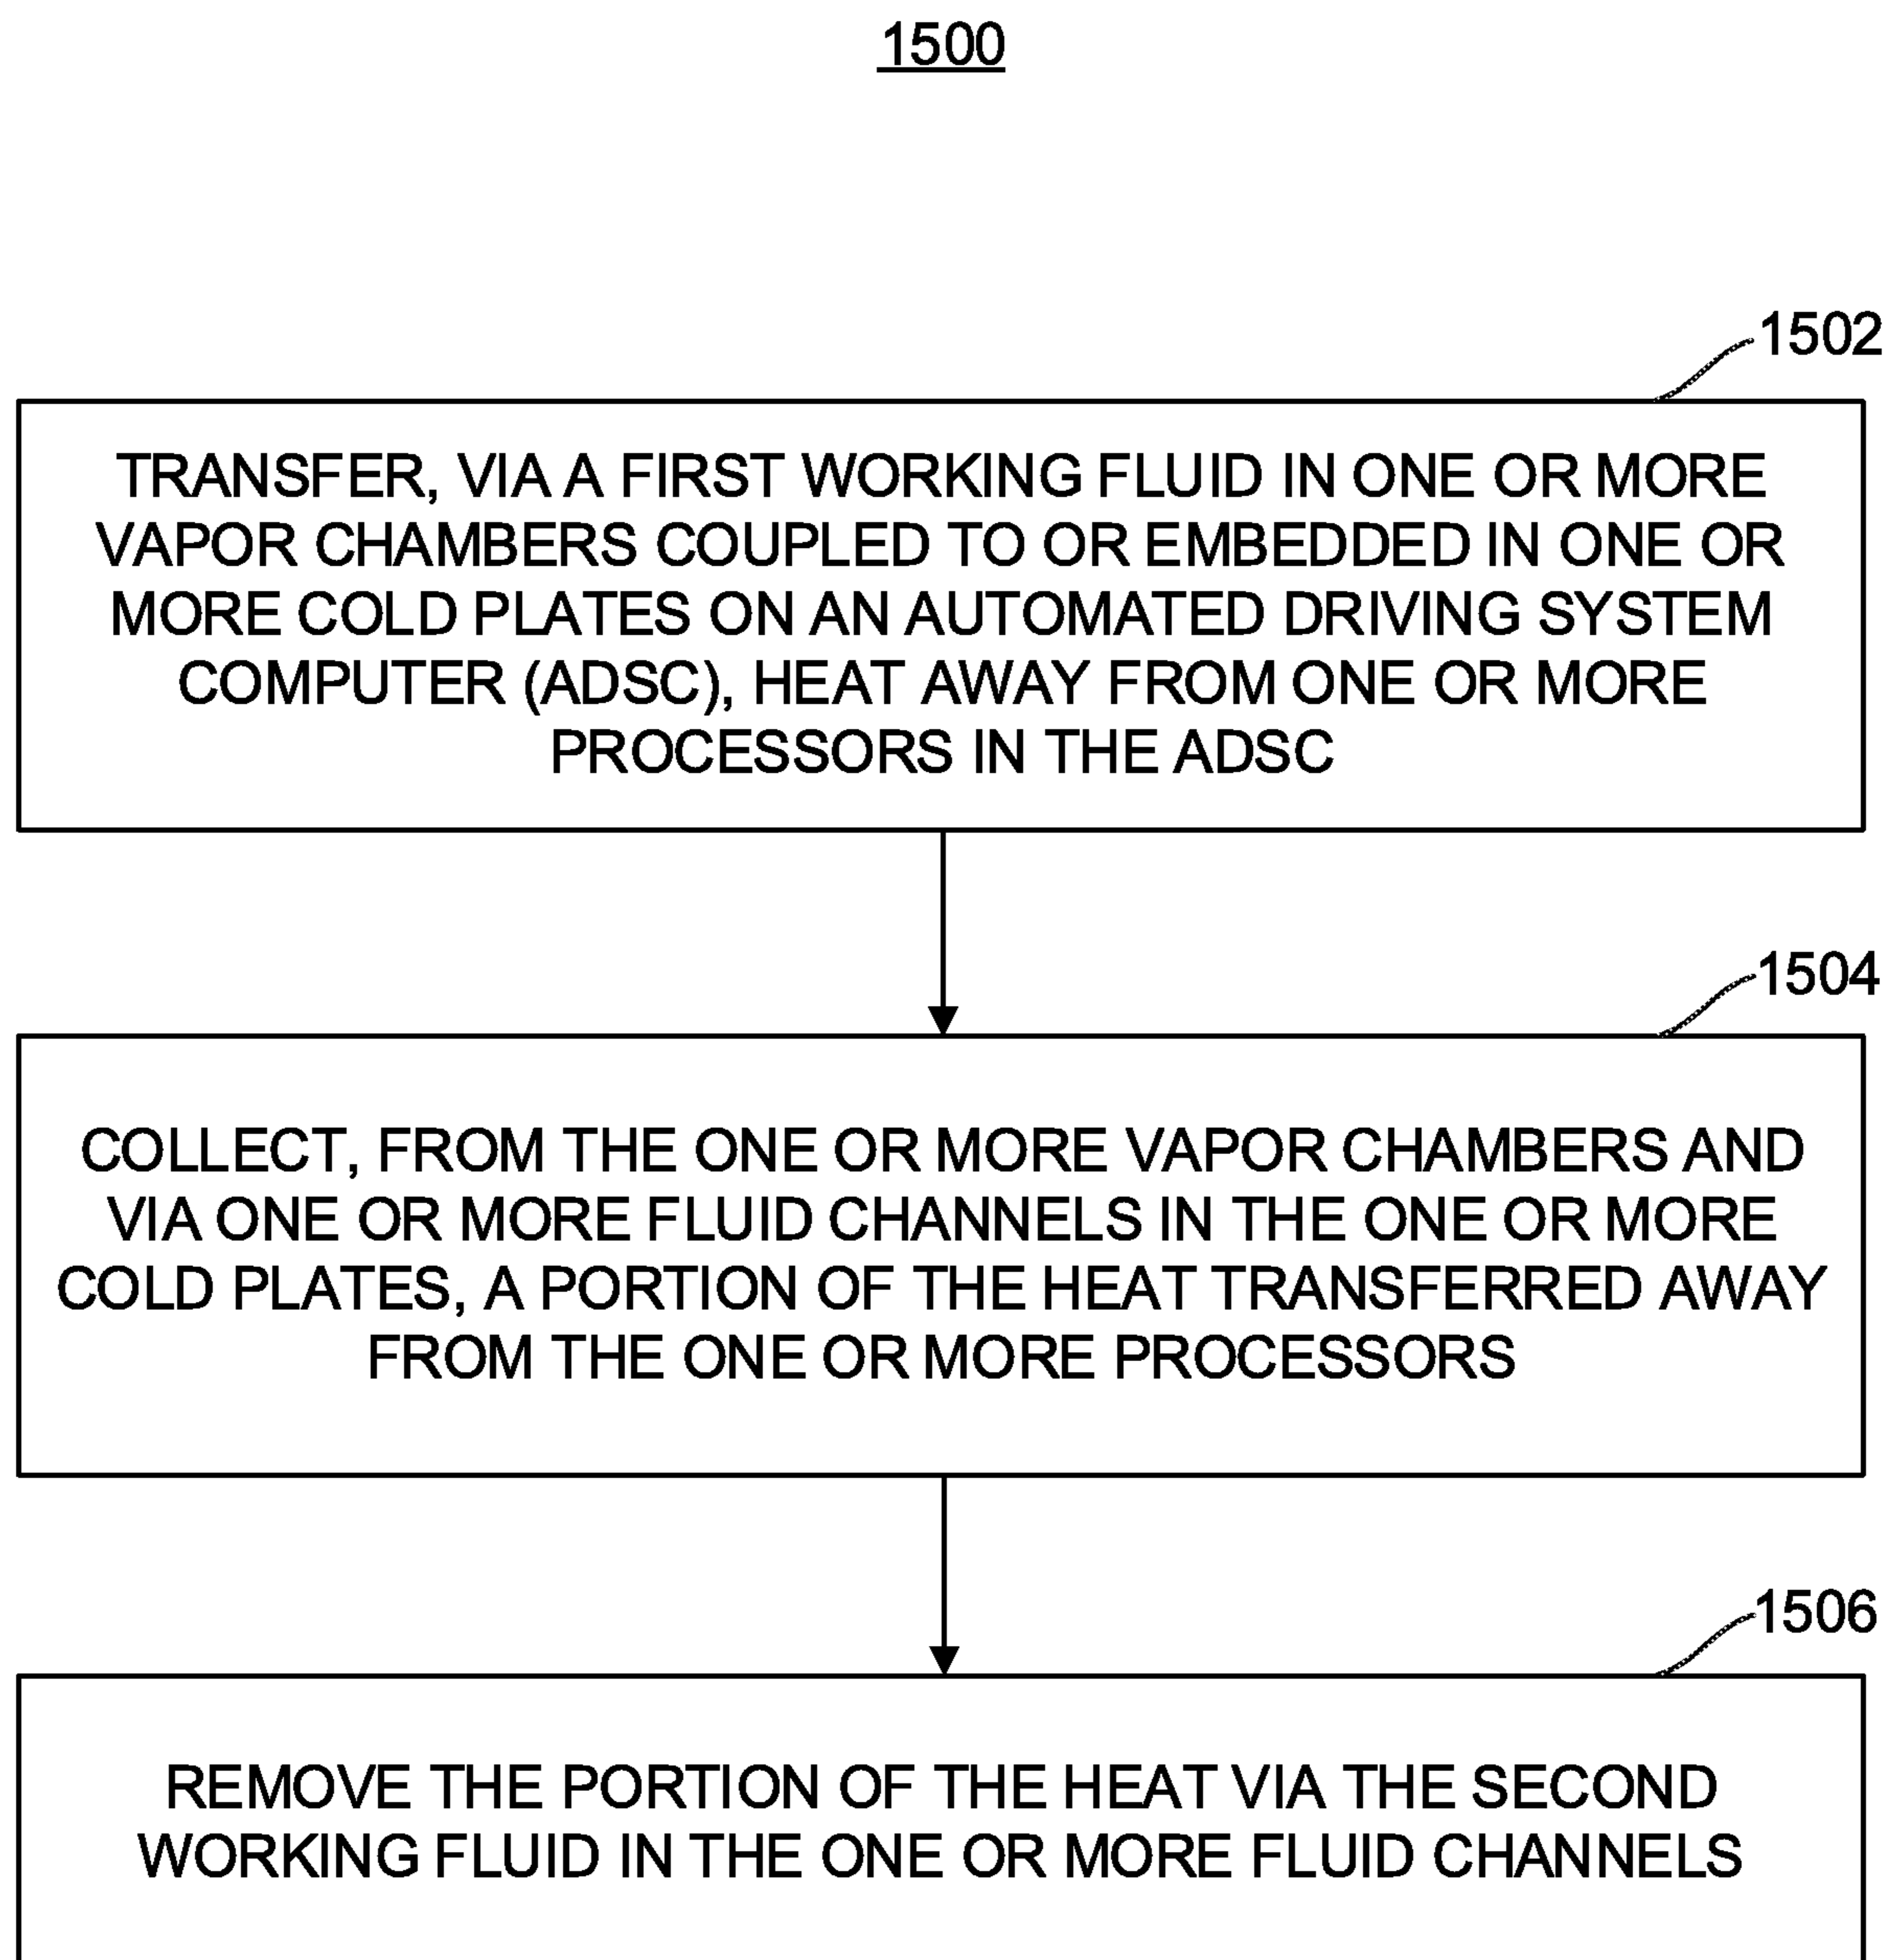 1500
1502
TRANSFER, VIA A FIRST WORKING FLUID IN ONE OR MORE
VAPOR CHAMBERS COUPLED TO OR EMBEDDED IN ONE OR
MORE COLD PLATES ON AN AUTOMATED DRIVING SYSTEM
COMPUTER (ADSC), HEAT AWAY FROM ONE OR MORE
PROCESSORS IN THE ADSC
1504
COLLECT, FROM THE ONE OR MORE VAPOR CHAMBERS AND
VIA ONE OR MORE FLUID CHANNELS IN THE ONE OR MORE
COLD PLATES, A PORTION OF THE HEAT TRANSFERRED AWAY
FROM THE ONE OR MORE PROCESSORS
1506
REMOVE THE PORTION OF THE HEAT VIA THE SECOND
WORKING FLUID IN THE ONE OR MORE FLUID CHANNELS